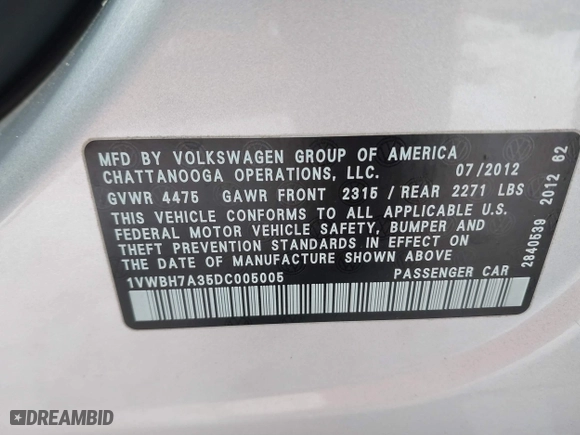 MFD BY VOLKSWAGEN GROUP OF AMERICA
CHATTANOOGA OPERATIONS, LLC. 07/2012
GVWR 4475 GAWR FRONT 2315 / REAR 2271 LBS
THIS VEHICLE CONFORMS TO ALL APPLICABLE U.S.
FEDERAL MOTOR VEHICLE SAFETY, BUMPER AND
THEFT PREVENTION STANDARDS IN EFFECT ON
THE DATE OF MANUFACTURE SHOWN ABOVE
1VWBH7A35DC005005 PASSENGER CAR
2840539 2012 62
DREAMBID